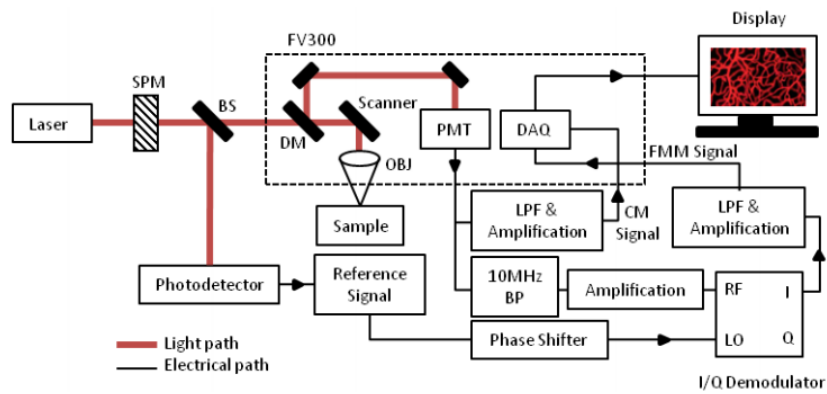 Display
FV300
SPM
BS
Scanner
Laser
DM
PMT
DAQ
OBJ
FMM Signal
Sample
LPF &
Amplification
CM
Signal
LPF &
Amplification
Photodetector
Reference
Signal
10MHz
BP
Amplification
RF
I
LO
Q
Phase Shifter
Light path
Electrical path
I/Q Demodulator